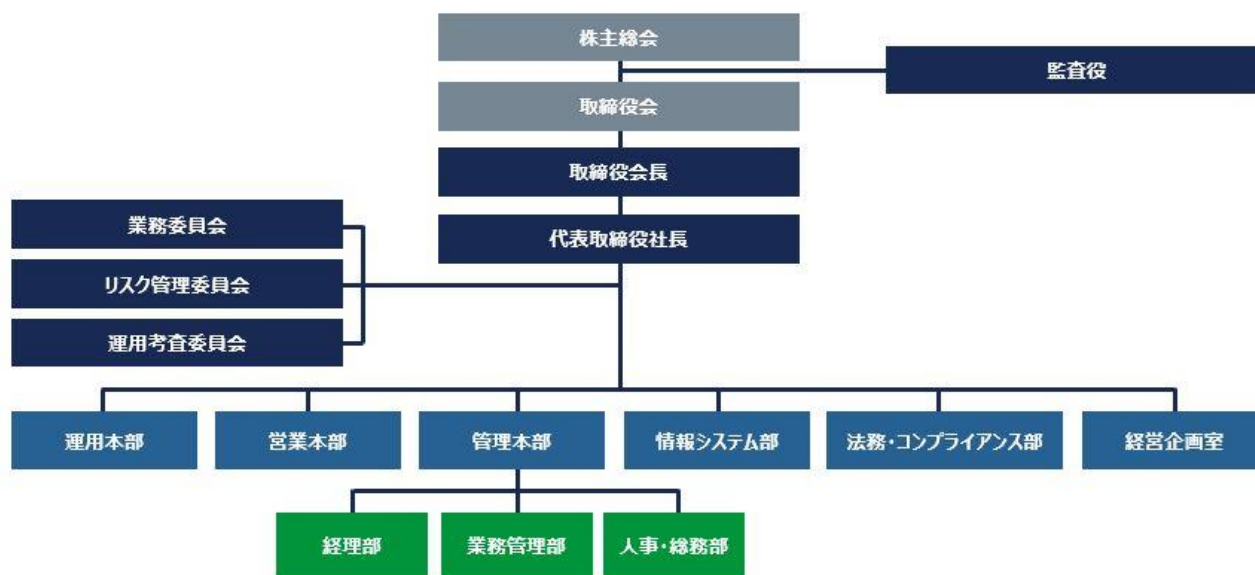 株主総会
監査役
取締役会
取締役会長
代表取締役社長
業務委員会
リスク管理委員会
運用考査委員会
運用本部
営業本部
管理本部
情報システム部
法務・コンプライアンス部
経営企画室
経理部
業務管理部
人事・総務部